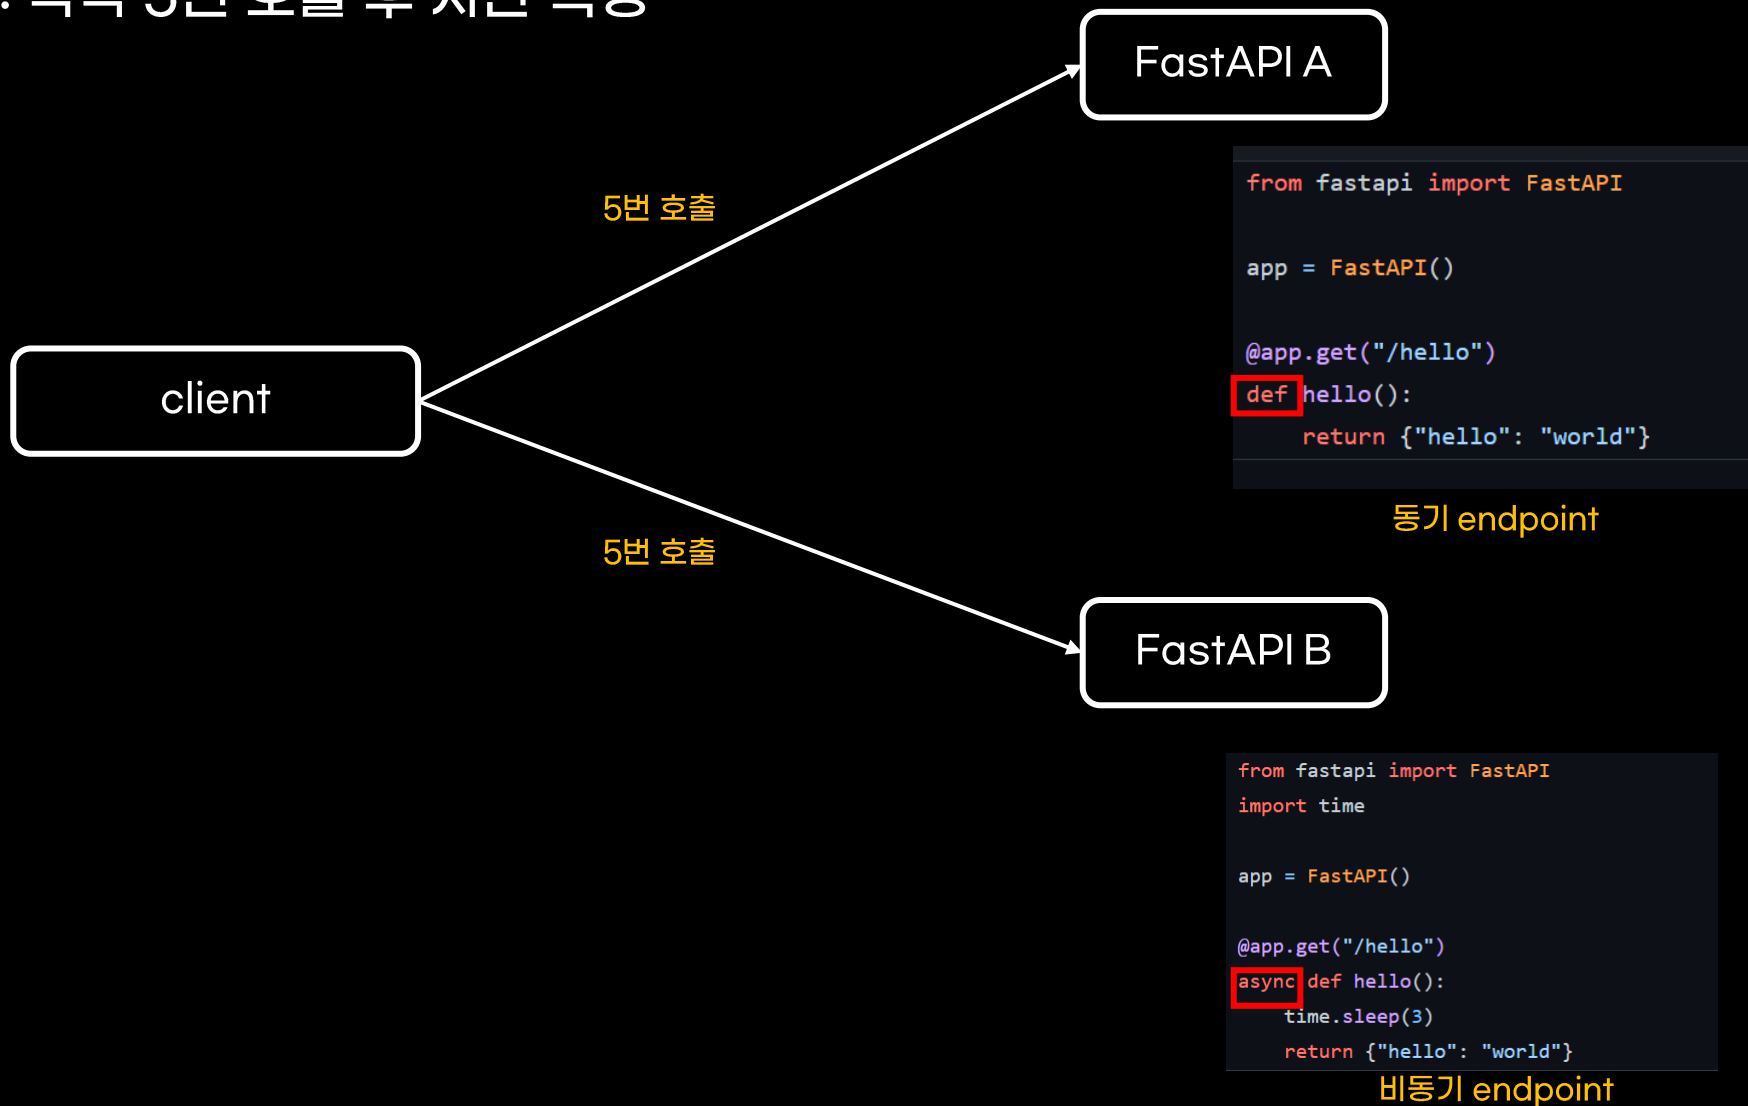 FastAPI A
from fastapi import FastAPI
app = FastAPI()
@app.get("/hello")
def hello():
return {"hello": "world"}
동기 endpoint
5번 호출
client
5번 호출
FastAPI B
from fastapi import FastAPI
import time
app = FastAPI()
@app.get("/hello")
async def hello():
time.sleep(3)
return {"hello": "world"}
비동기 endpoint